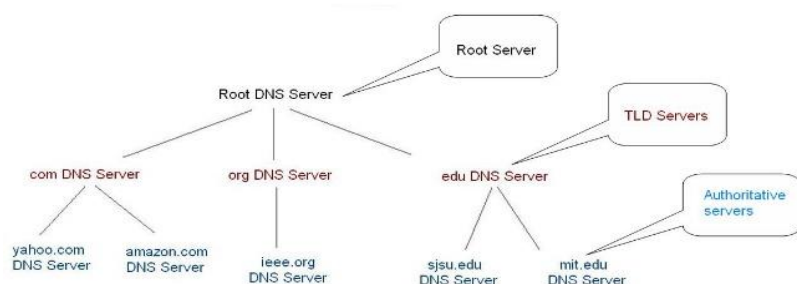 Root Server
Root DNS Server
TLD Servers
com DNS Server
org DNS Server
edu DNS Server
Authoritative
servers
yahoo.com
DNS Server
amazon.com
DNS Server
ieee.org
DNS Server
sjsu.edu
DNS Server
mit.edu
DNS Server